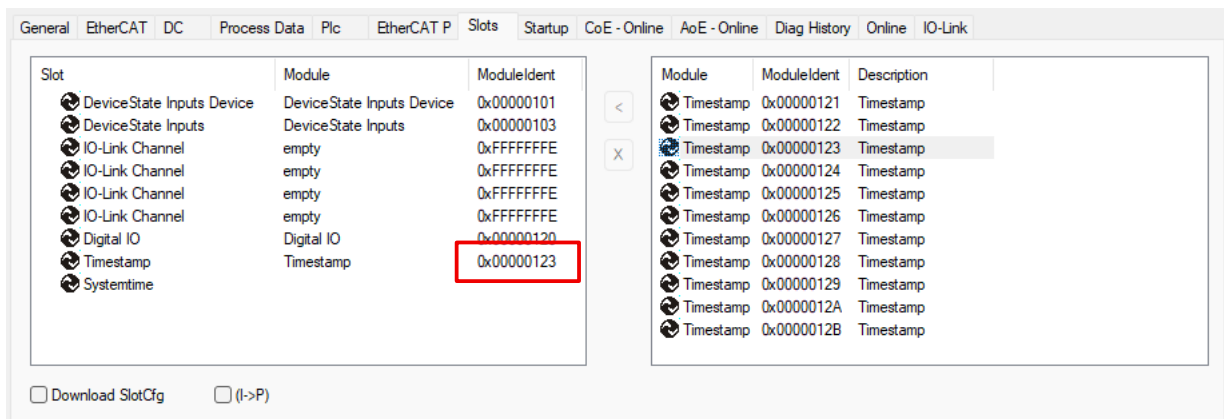 General EtherCAT DC Process Data Plc EtherCAT P Slots Startup CoE - Online AoE - Online Diag History Online IO-Link
Slot Module ModuleIdent
DeviceState Inputs Device DeviceState Inputs Device 0x00000101
DeviceState Inputs DeviceState Inputs 0x00000103
IO-Link Channel empty 0xFFFFFFFE
IO-Link Channel empty 0xFFFFFFFE
IO-Link Channel empty 0xFFFFFFFE
IO-Link Channel empty 0xFFFFFFFE
Digital IO Digital IO 0x00000120
Timestamp Timestamp 0x00000123
Systemtime
<
X
Module ModuleIdent Description
Timestamp 0x00000121 Timestamp
Timestamp 0x00000122 Timestamp
Timestamp 0x00000123 Timestamp
Timestamp 0x00000124 Timestamp
Timestamp 0x00000125 Timestamp
Timestamp 0x00000126 Timestamp
Timestamp 0x00000127 Timestamp
Timestamp 0x00000128 Timestamp
Timestamp 0x00000129 Timestamp
Timestamp 0x0000012A Timestamp
Timestamp 0x0000012B Timestamp
Download SlotCfg (I->P)